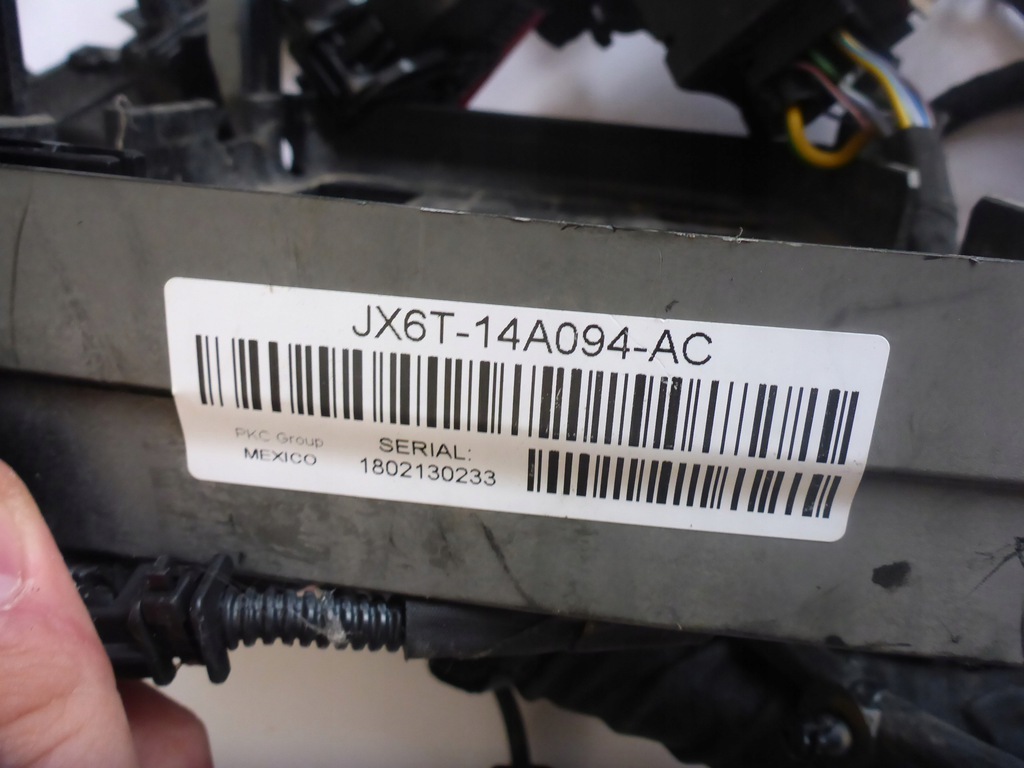 JX6T-14A094-AC
PKC Group
MEXICO
SERIAL:
1802130233